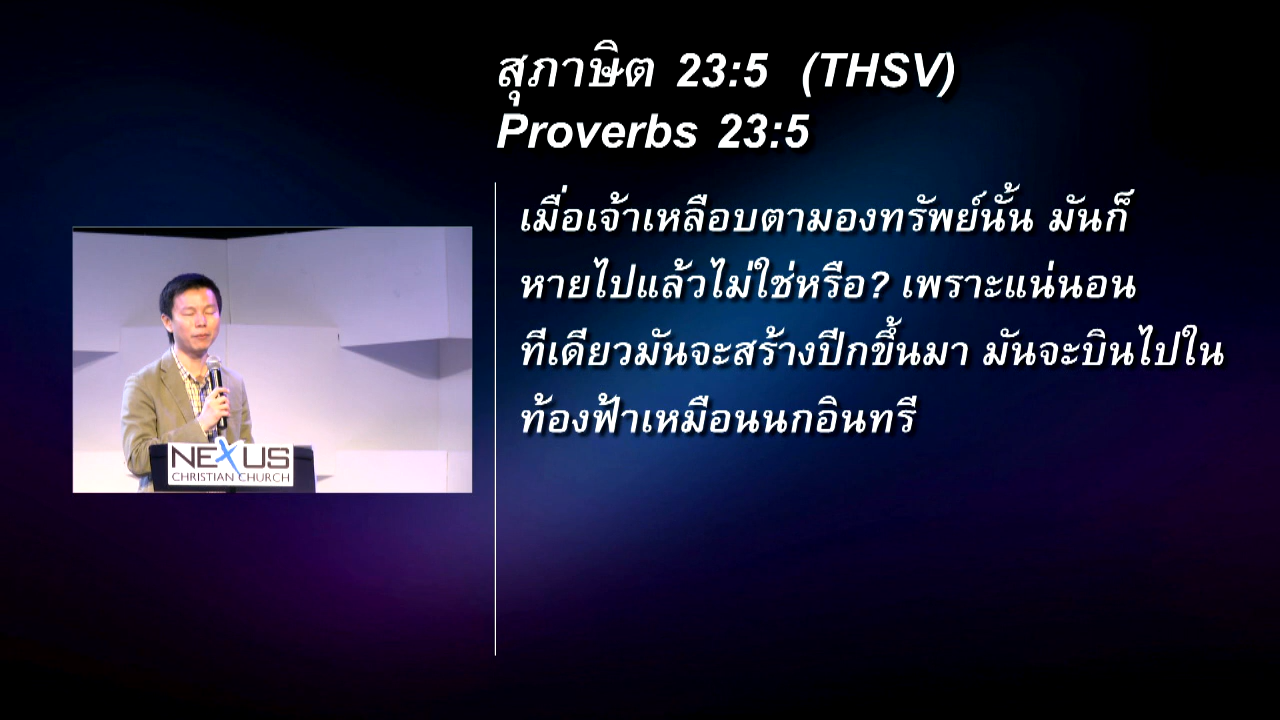 สุภาษิต 23:5 (THSV)
Proverbs 23:5
เมื่อเจ้าเหลือบตามองทรัพย์นั้น มันก็
หายไปแล้วไม่ใช่หรือ? เพราะแน่นอน
ทีเดียวมันจะสร้างปีกขึ้นมา มันจะบินไปใน
ท้องฟ้าเหมือนนกอินทรี
NEXUS
CHRISTIAN CHURCH